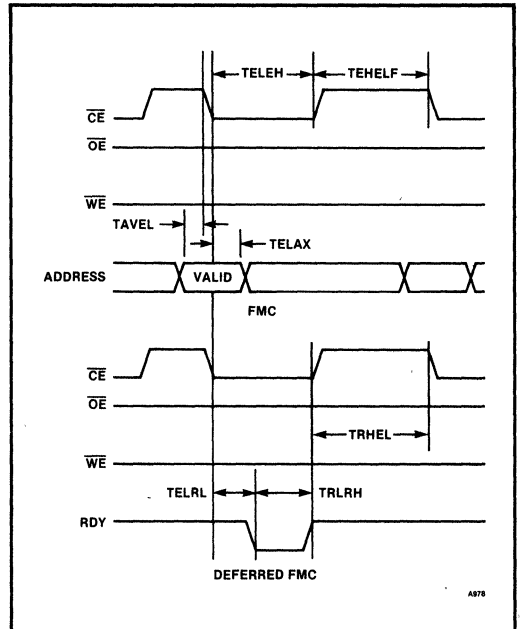 TELEH TEHELF
CE
OE
WE
TAVEL
TELAX
ADDRESS VALID
FMC
CE
OE
TRHEL
WE
TELRL TRLRH
RDY
DEFERRED FMC
A978